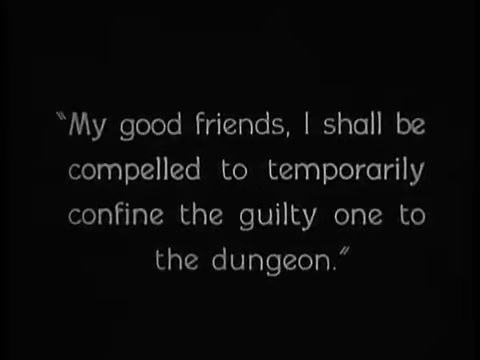 "My good friends, I shall be
compelled to temporarily
confine the guilty one to
the dungeon."